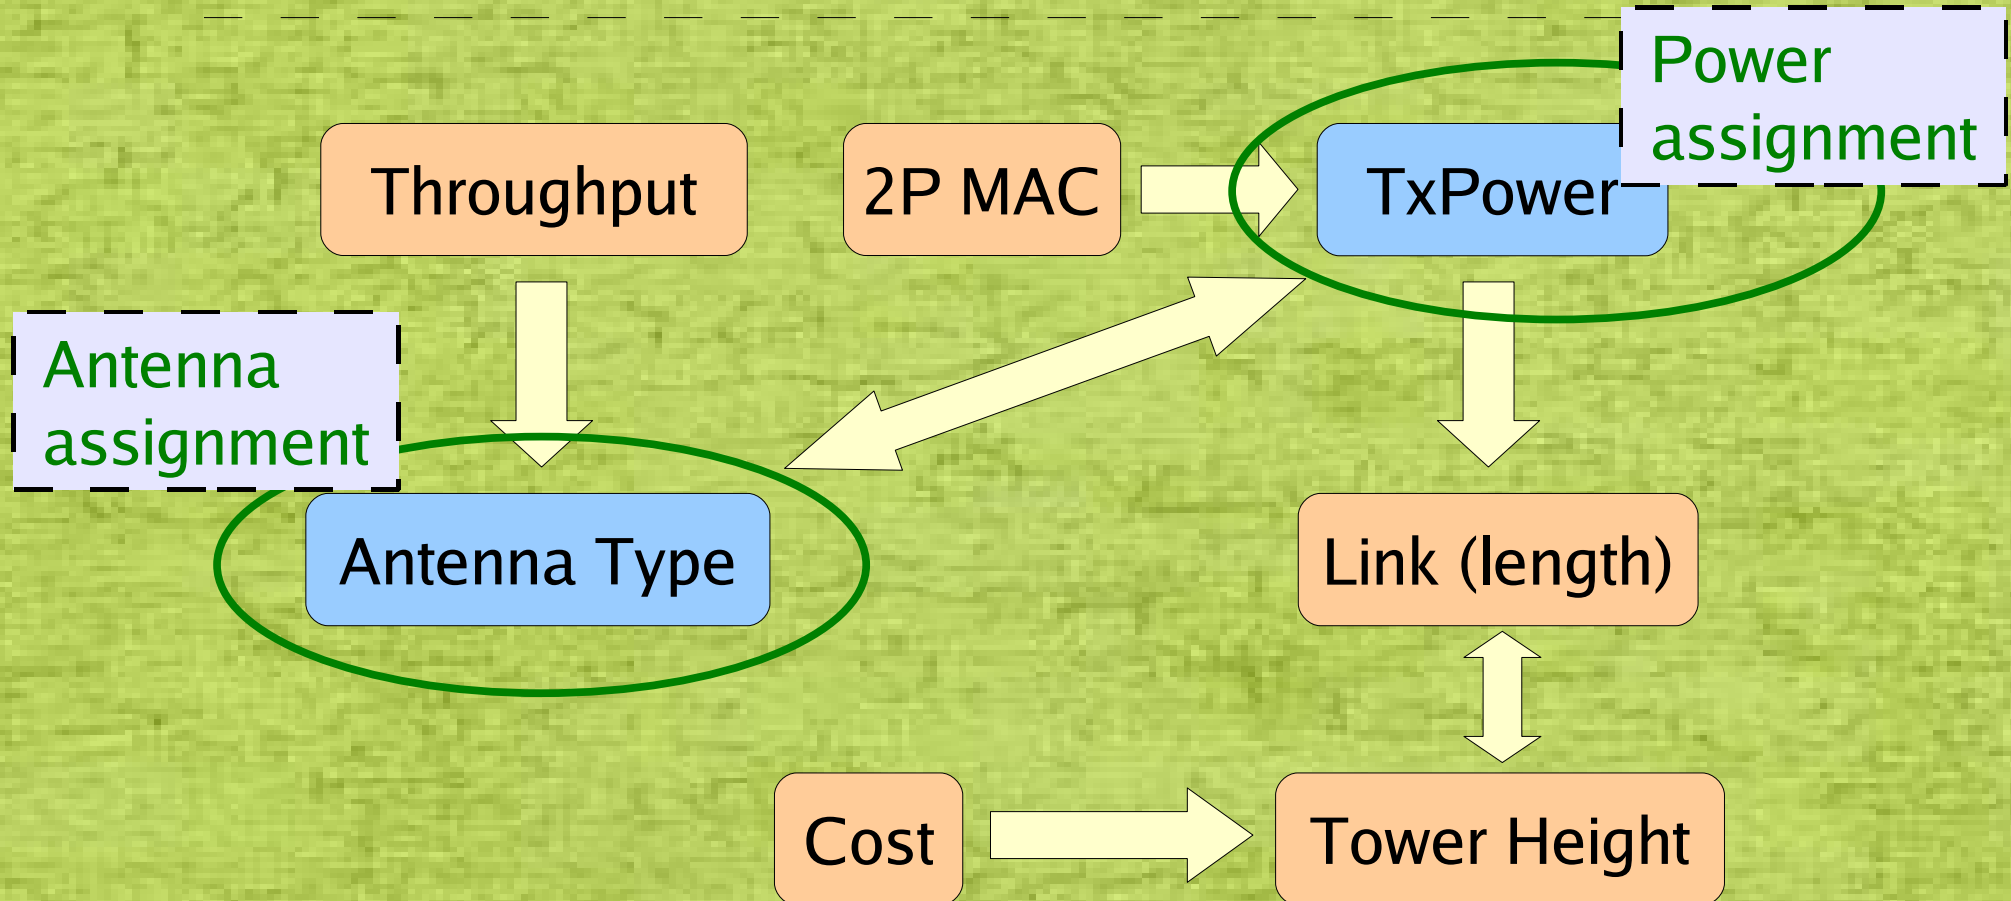 Power
assignment
Throughput
2P MAC
TxPower
Antenna
assignment
Antenna Type
Link (length)
Cost
Tower Height